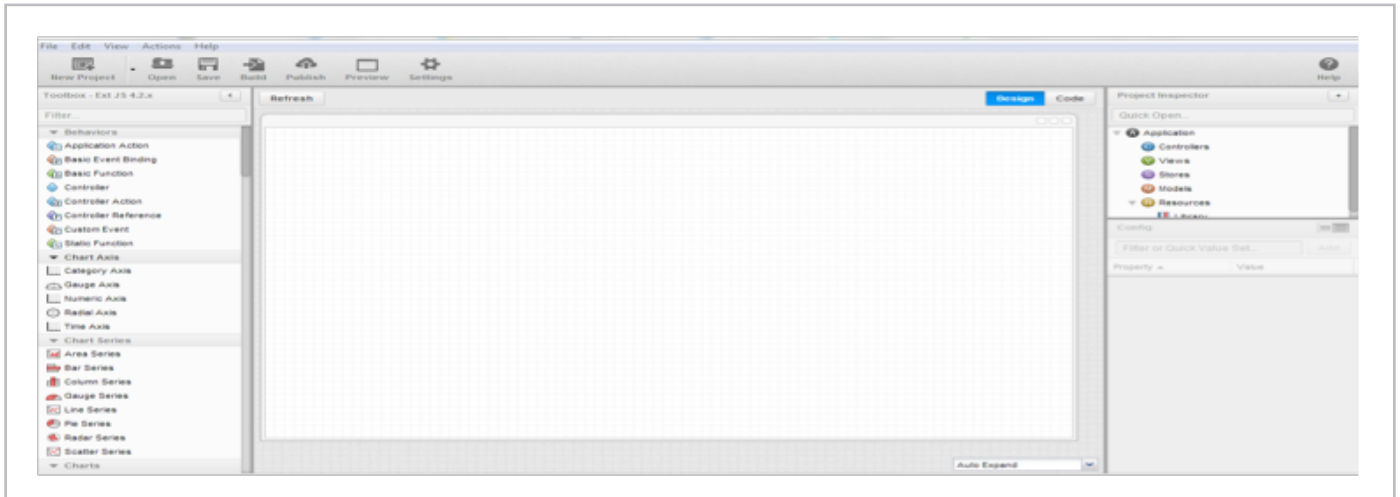 File Edit View Actions Help
New Project Open Save Build Publish Preview Settings Help
Toolbox - Ext JS 4.2.x
Filter...
Behaviors
Application Action
Basic Event Binding
Basic Function
Controller
Controller Action
Controller Reference
Custom Event
Static Function
Chart Axis
Category Axis
Gauge Axis
Numeric Axis
Radial Axis
Time Axis
Chart Series
Area Series
Bar Series
Column Series
Gauge Series
Line Series
Pie Series
Radar Series
Scatter Series
Charts
Refresh
Design Code
Auto Expand
Project Inspector
Quick Open...
Application
Controllers
Views
Stores
Models
Resources
Library
Config
Filter or Quick Value Set...
Add
Property Value